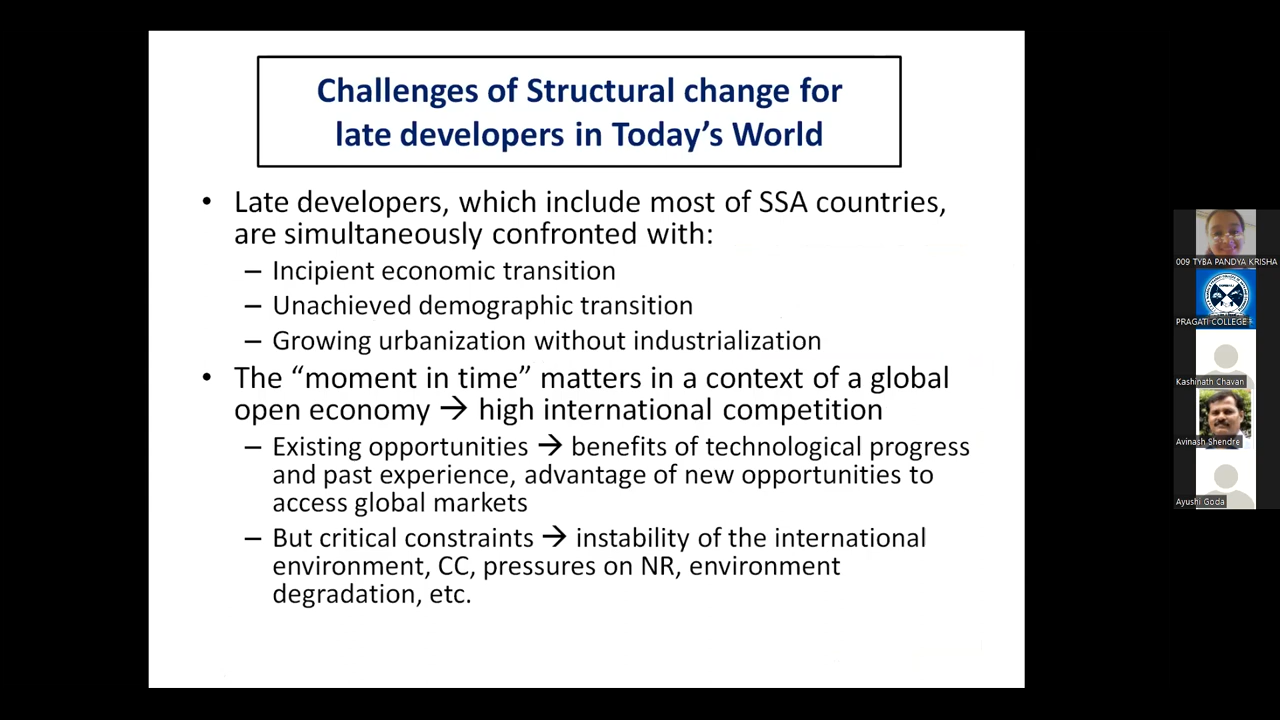 Challenges of Structural change for
late developers in Today's World
• Late developers, which include most of SSA countries,
are simultaneously confronted with:
– Incipient economic transition
– Unachieved demographic transition
– Growing urbanization without industrialization
• The “moment in time” matters in a context of a global
open economy → high international competition
– Existing opportunities → benefits of technological progress
and past experience, advantage of new opportunities to
access global markets
– But critical constraints → instability of the international
environment, CC, pressures on NR, environment
degradation, etc.
009 TYBA PANDYA KRISHA
PRAGATI COLLEGE
Kashinath Chavan
Avinash Shendre
Ayushi Goda